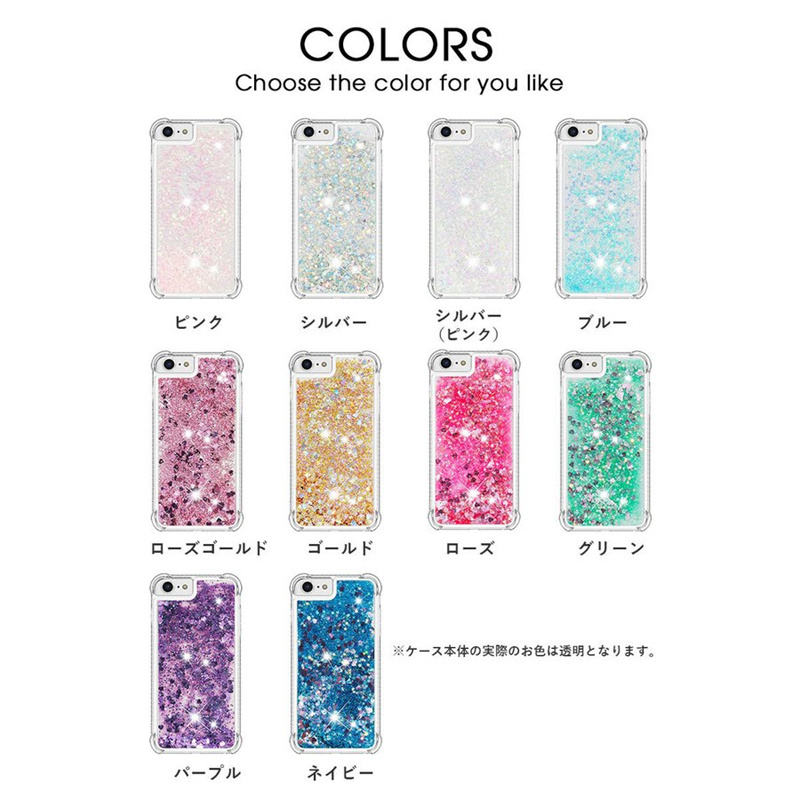 COLORS
Choose the color for you like
ピンク
シルバー
シルバー
（ピンク）
ブルー
ローズゴールド
ゴールド
ローズ
グリーン
パープル
ネイビー
※ケース本体の実際のお色は透明となります。